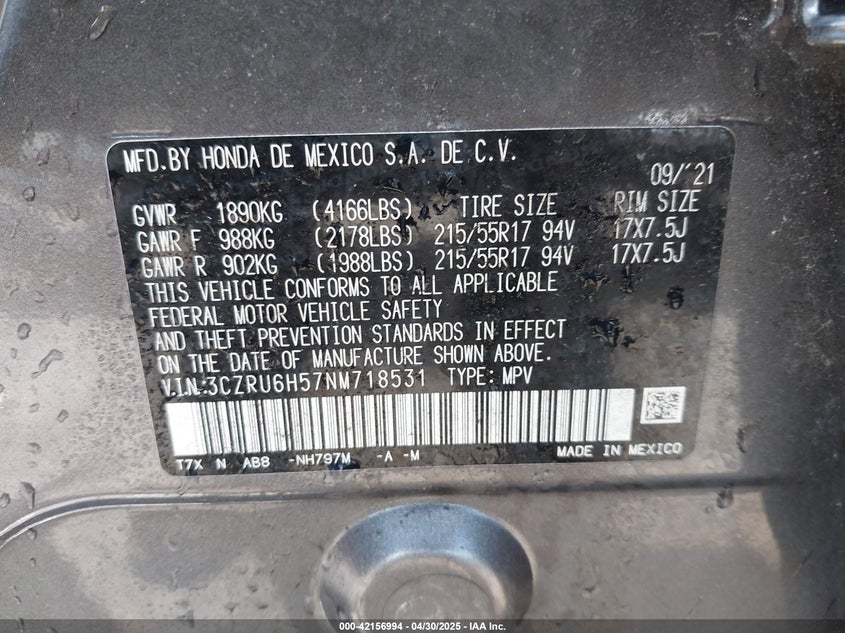 MFD.BY HONDA DE MEXICO S.A. DE C.V.
09/'21
GVWR 1890KG (4166LBS) TIRE SIZE RIM SIZE
GAWR F 988KG (2178LBS) 215/55R17 94V 17X7.5J
GAWR R 902KG (1988LBS) 215/55R17 94V 17X7.5J
THIS VEHICLE CONFORMS TO ALL APPLICABLE
FEDERAL MOTOR VEHICLE SAFETY
AND THEFT PREVENTION STANDARDS IN EFFECT
ON THE DATE OF MANUFACTURE SHOWN ABOVE.
V.I.N.:3CZRU6H57NM718531 TYPE: MPV
T7X N AB8 -NH797M -A -M MADE IN MEXICO
000-42156994 - 04/30/2025 - IAA Inc.